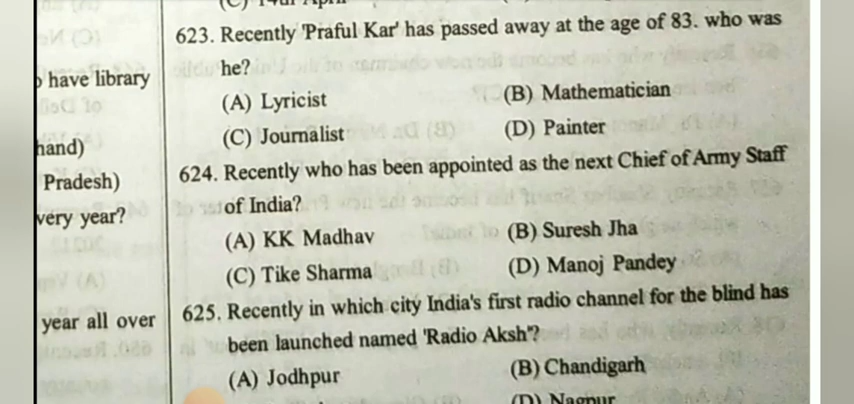 have library
hand)
Pradesh)
very year?
year all over
623. Recently 'Praful Kar' has passed away at the age of 83. who was
he?
(A) Lyricist (B) Mathematician
(C) Journalist (D) Painter
624. Recently who has been appointed as the next Chief of Army Staff
of India?
(A) KK Madhav (B) Suresh Jha
(C) Tike Sharma (D) Manoj Pandey
625. Recently in which city India's first radio channel for the blind has
been launched named 'Radio Aksh'?
(A) Jodhpur (B) Chandigarh
(D) Nagpur